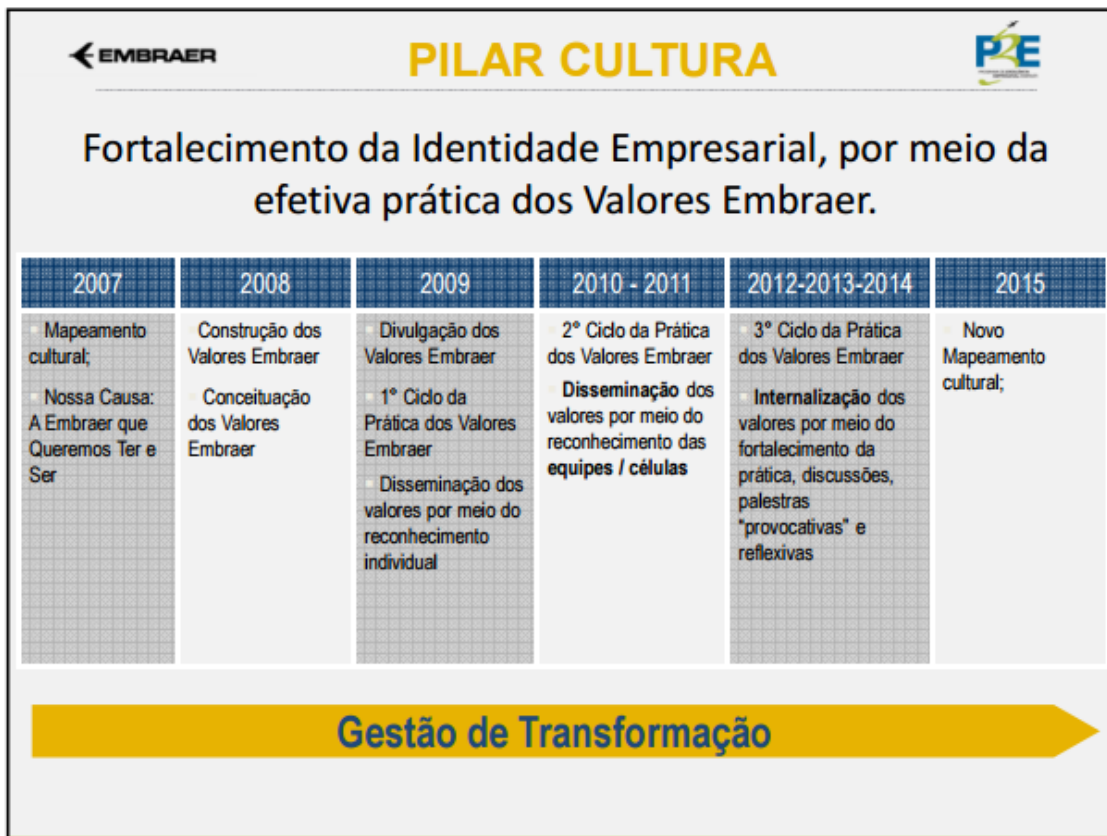 EMBRAER
PILAR CULTURA
P3E
Fortalecimento da Identidade Empresarial, por meio da
efetiva prática dos Valores Embraer.
2007
Mapeamento
cultural;
Nossa Causa:
A Embraer que
Queremos Ter e
Ser
2008
Construção dos
Valores Embraer
Conceituação
dos Valores
Embraer
2009
Divulgação dos
Valores Embraer
1° Ciclo da
Prática dos Valores
Embraer
Disseminação dos
valores por meio do
reconhecimento
individual
2010 - 2011
2° Ciclo da Prática
dos Valores Embraer
Disseminação dos
valores por meio do
reconhecimento das
equipes / células
2012-2013-2014
3° Ciclo da Prática
dos Valores Embraer
Internalização dos
valores por meio do
fortalecimento da
prática, discussões,
palestras
“provocativas” e
reflexivas
2015
Novo
Mapeamento
cultural;
Gestão de Transformação